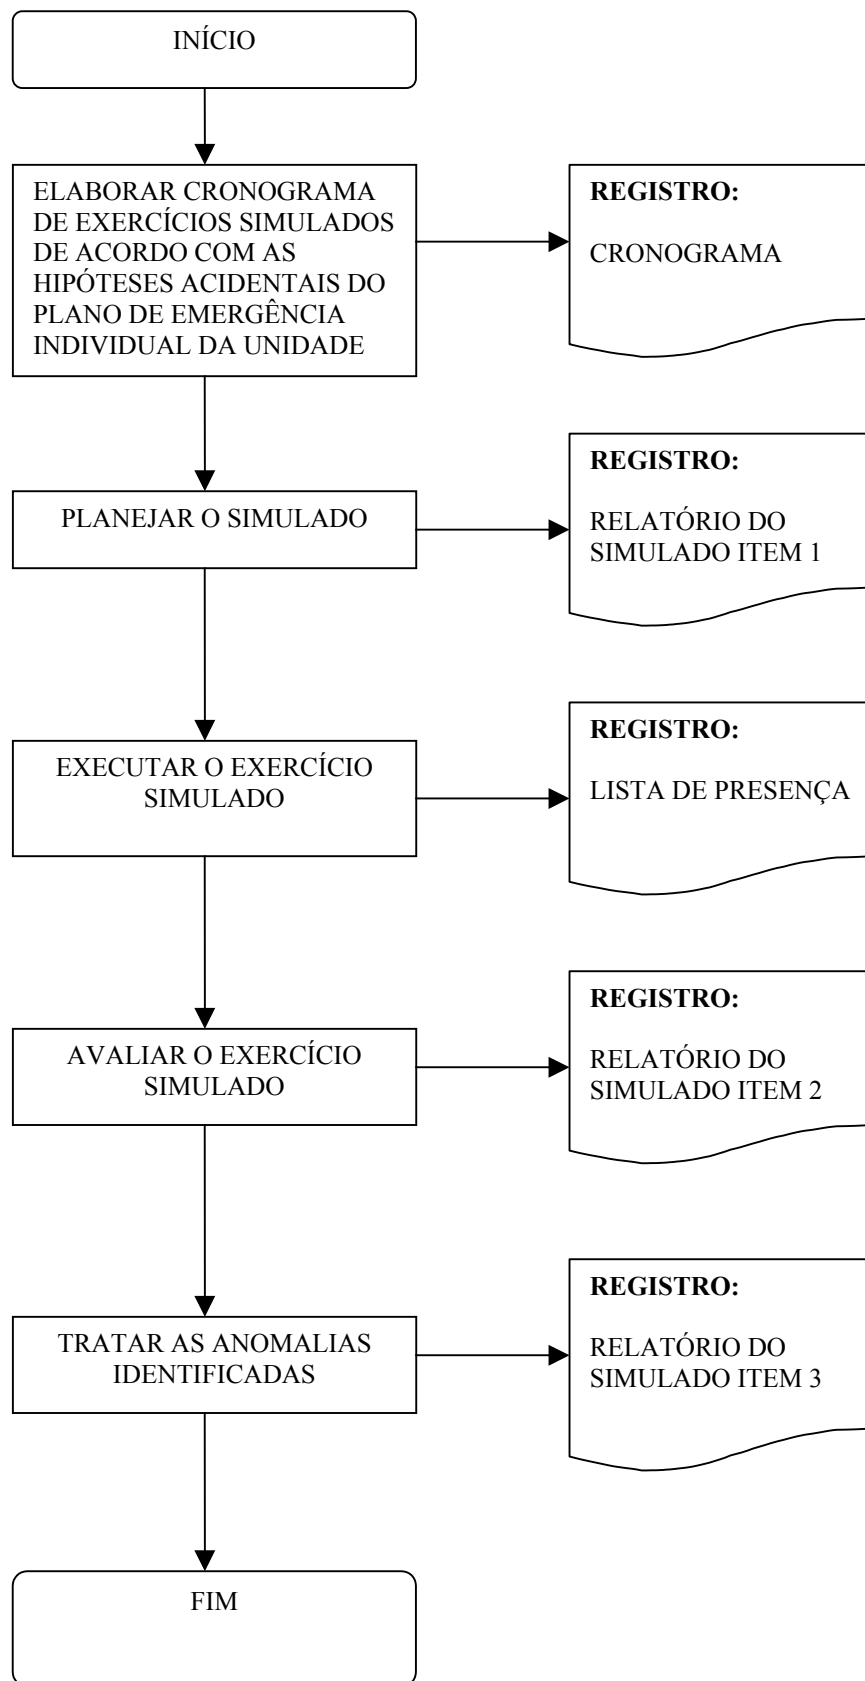 INÍCIO
ELABORAR CRONOGRAMA
DE EXERCÍCIOS SIMULADOS
DE ACORDO COM AS
HIPÓTESES ACIDENTAIS DO
PLANO DE EMERGÊNCIA
INDIVIDUAL DA UNIDADE
REGISTRO:
CRONOGRAMA
PLANEJAR O SIMULADO
REGISTRO:
RELATÓRIO DO
SIMULADO ITEM 1
EXECUTAR O EXERCÍCIO
SIMULADO
REGISTRO:
LISTA DE PRESENÇA
AVALIAR O EXERCÍCIO
SIMULADO
REGISTRO:
RELATÓRIO DO
SIMULADO ITEM 2
TRATAR AS ANOMALIAS
IDENTIFICADAS
REGISTRO:
RELATÓRIO DO
SIMULADO ITEM 3
FIM